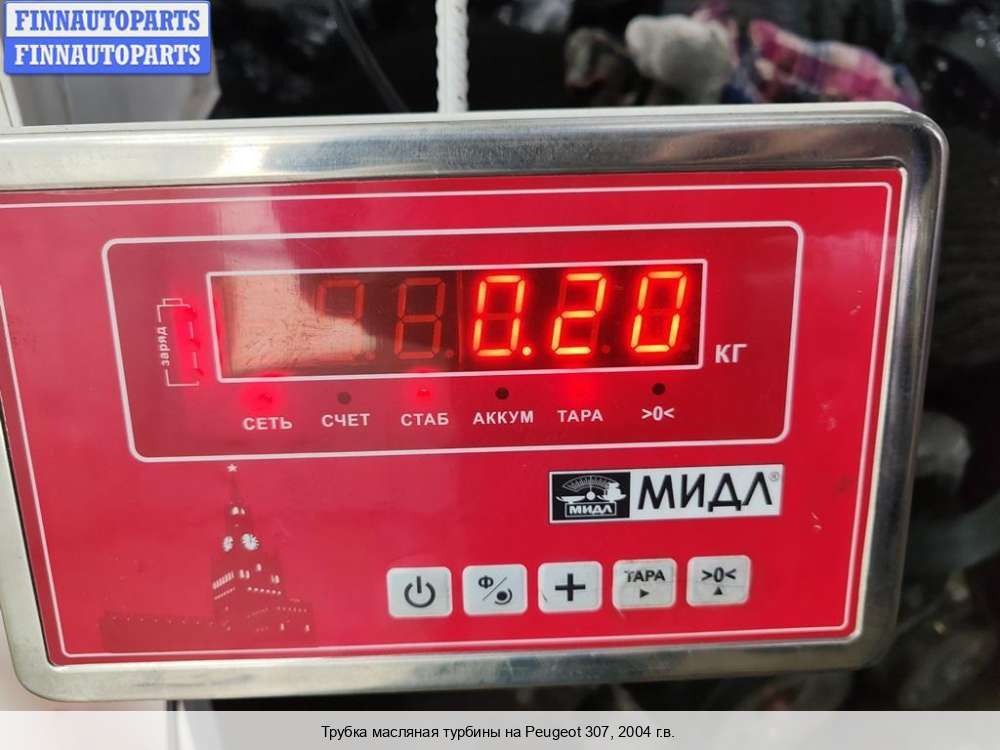 FINNAUTOPARTS
FINNAUTOPARTS
заряд
0.20
КГ
СЕТЬ СЧЕТ СТАБ АККУМ ТАРА >0<
МИДЛ МИДЛ®
Ф ТАРА >0<
Трубка масляная турбины на Peugeot 307, 2004 г.в.